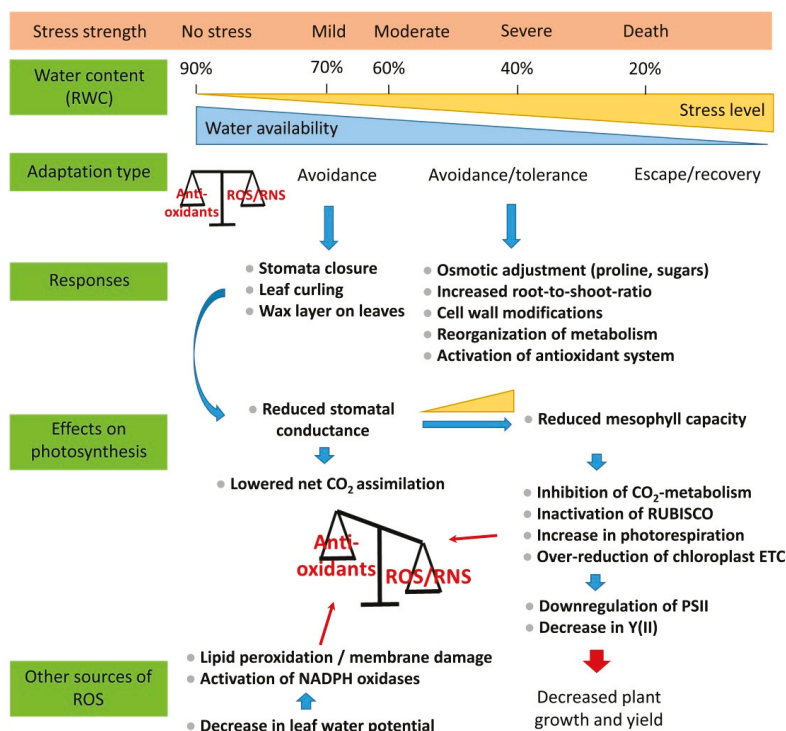 Stress strength No stress Mild Moderate Severe Death
Water content
(RWC)
90% 70% 60% 40% 20%
Stress level
Water availability
Adaptation type
Anti-
oxidants
ROS/RNS
Avoidance
Avoidance/tolerance
Escape/recovery
Responses
Stomata closure
Leaf curling
Wax layer on leaves
Osmotic adjustment (proline, sugars)
Increased root-to-shoot-ratio
Cell wall modifications
Reorganization of metabolism
Activation of antioxidant system
Effects on
photosynthesis
Reduced stomatal
conductance
Reduced mesophyll capacity
Lowered net CO₂ assimilation
Inhibition of CO₂-metabolism
Inactivation of RUBISCO
Increase in photorespiration
Over-reduction of chloroplast ETC
Anti-
oxidants
ROS/RNS
Downregulation of PSII
Decrease in Y(II)
Other sources of
ROS
Lipid peroxidation / membrane damage
Activation of NADPH oxidases
Decrease in leaf water potential
Decreased plant
growth and yield